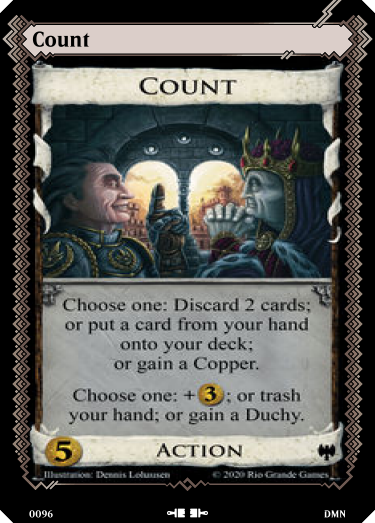 Count
COUNT
Choose one: Discard 2 cards;
or put a card from your hand
onto your deck;
or gain a Copper.
Choose one: +3; or trash
your hand; or gain a Duchy.
5 ACTION
Illustration: Dennis Lohausen © 2020 Rio Grande Games
0096 DMN